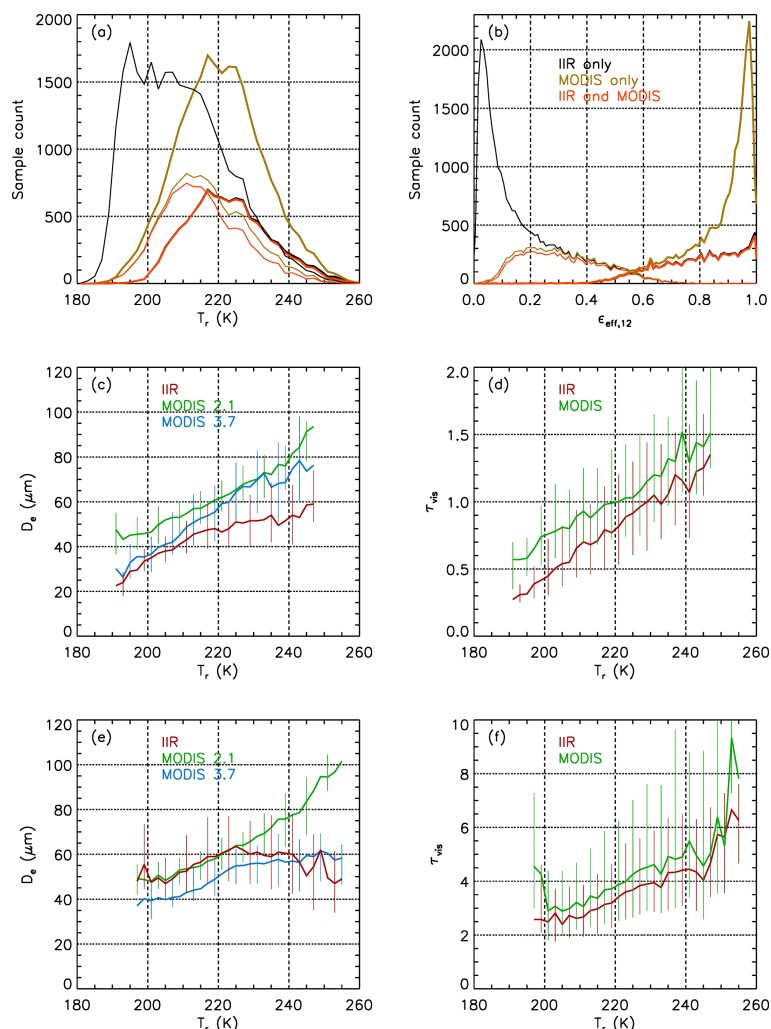 (a)
2000
1500
1000
500
0
Sample count
180 200 220 240 260
T_r (K)
(b)
IIR only
MODIS only
IIR and MODIS
2000
1500
1000
500
0
Sample count
0.0 0.2 0.4 0.6 0.8 1.0
ϵ_eff,12
(c)
IIR
MODIS 2.1
MODIS 3.7
120
100
80
60
40
20
0
D_e (μm)
180 200 220 240 260
T_r (K)
(d)
IIR
MODIS
2.0
1.5
1.0
0.5
0.0
τ_vis
180 200 220 240 260
T_r (K)
(e)
IIR
MODIS 2.1
MODIS 3.7
120
100
80
60
40
20
0
D_e (μm)
180 200 220 240 260
T_r (K)
(f)
IIR
MODIS
10
8
6
4
2
0
τ_vis
180 200 220 240 260
T_r (K)